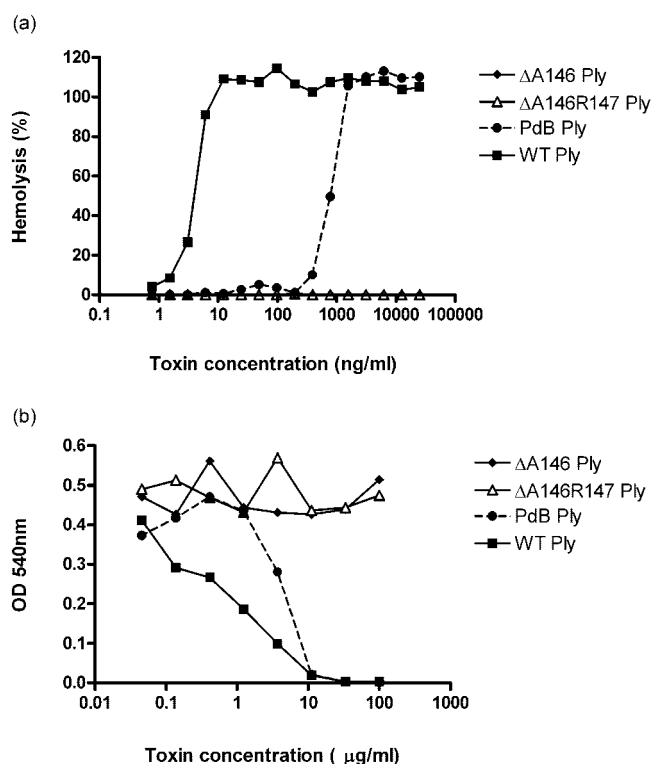 (a)
120
100
80
60
40
20
0
Hemolysis (%)
0.1 1 10 100 1000 10000 100000
Toxin concentration (ng/ml)
ΔA146 Ply
ΔA146R147 Ply
PdB Ply
WT Ply
(b)
0.6
0.5
0.4
0.3
0.2
0.1
0.0
OD 540nm
0.01 0.1 1 10 100 1000
Toxin concentration ( μg/ml)
ΔA146 Ply
ΔA146R147 Ply
PdB Ply
WT Ply